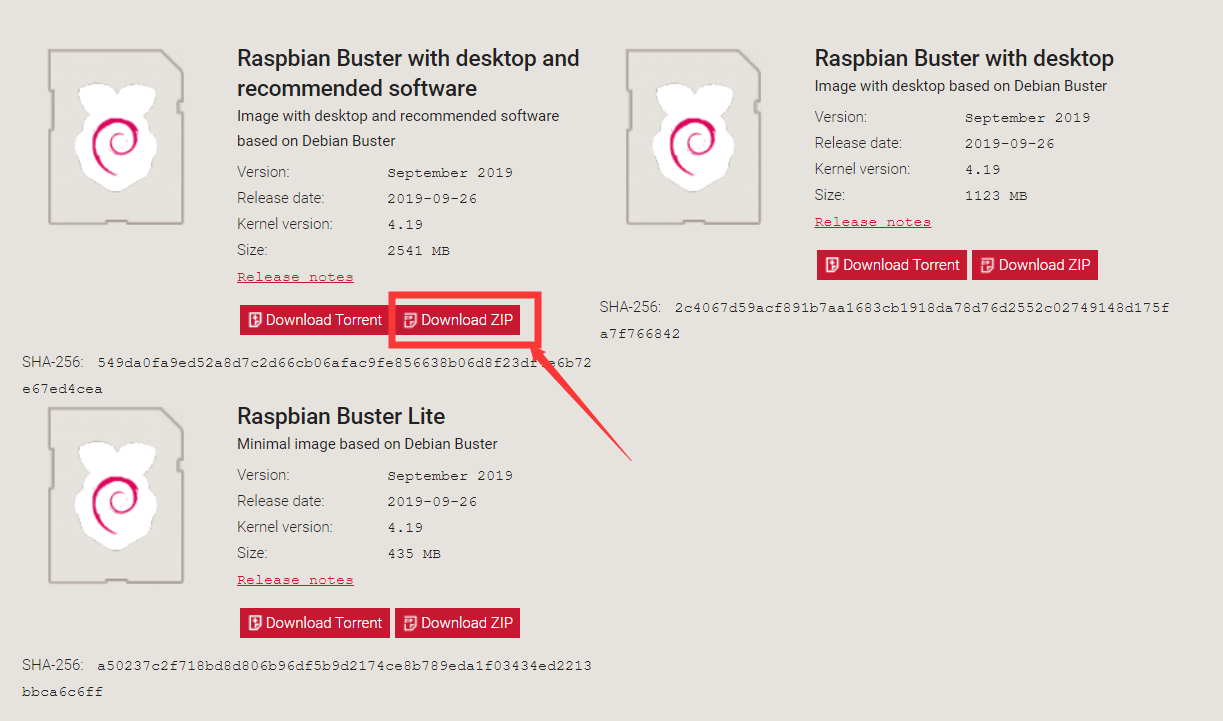 Raspbian Buster with desktop and
recommended software
Image with desktop and recommended software
based on Debian Buster
Version: September 2019
Release date: 2019-09-26
Kernel version: 4.19
Size: 2541 MB
Release notes
Download Torrent Download ZIP
SHA-256:
e67ed4cea
Raspbian Buster with desktop
Image with desktop based on Debian Buster
Version: September 2019
Release date: 2019-09-26
Kernel version: 4.19
Size: 1123 MB
Release notes
Download Torrent Download ZIP
SHA-256: 2c4067d59acf891b7aa1683cb1918da78d76d2552c02749148d175f
a7f766842
Raspbian Buster Lite
Minimal image based on Debian Buster
Version: September 2019
Release date: 2019-09-26
Kernel version: 4.19
Size: 435 MB
Release notes
Download Torrent Download ZIP
SHA-256: a50237c2f718bd8d806b96df5b9d2174ce8b789eda1f03434ed2213
bbca6c6ff